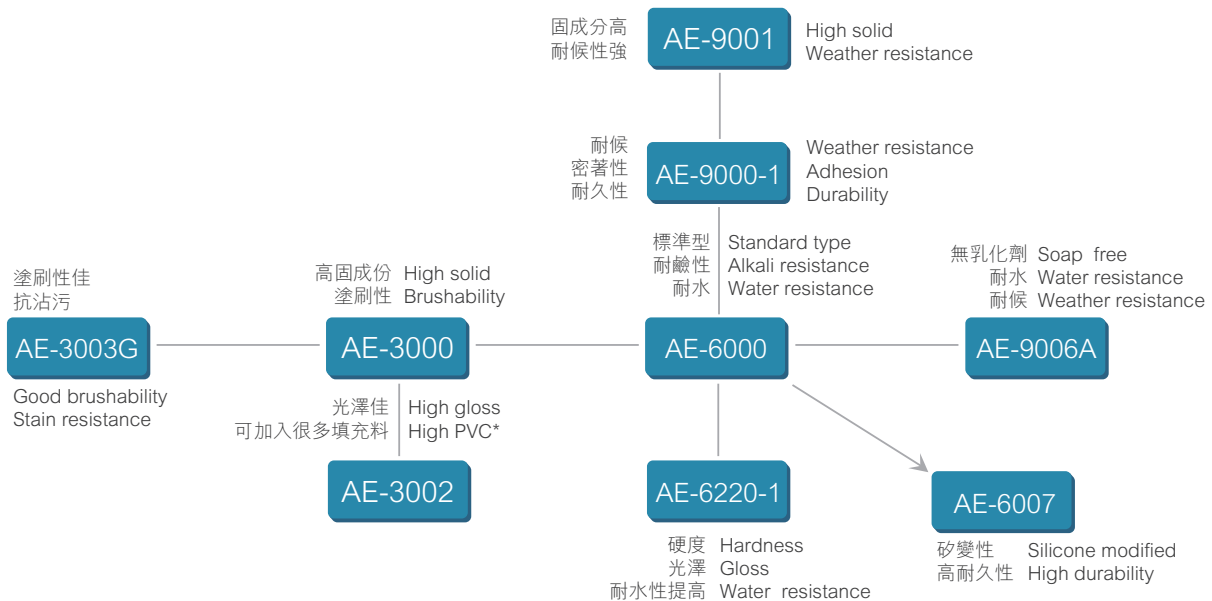 固成分高
耐候性強
AE-9001
High solid
Weather resistance
耐候
密著性
耐久性
AE-9000-1
Weather resistance
Adhesion
Durability
標準型 Standard type
耐鹼性 Alkali resistance
耐水 Water resistance
AE-6000
塗刷性佳
抗沾污
AE-3003G
Good brushability
Stain resistance
高固成份 High solid
塗刷性 Brushability
AE-3000
光澤佳 High gloss
可加入很多填充料 High PVC*
AE-3002
無乳化劑 Soap free
耐水 Water resistance
耐候 Weather resistance
AE-9006A
AE-6220-1
硬度 Hardness
光澤 Gloss
耐水性提高 Water resistance
AE-6007
矽變性 Silicone modified
高耐久性 High durability